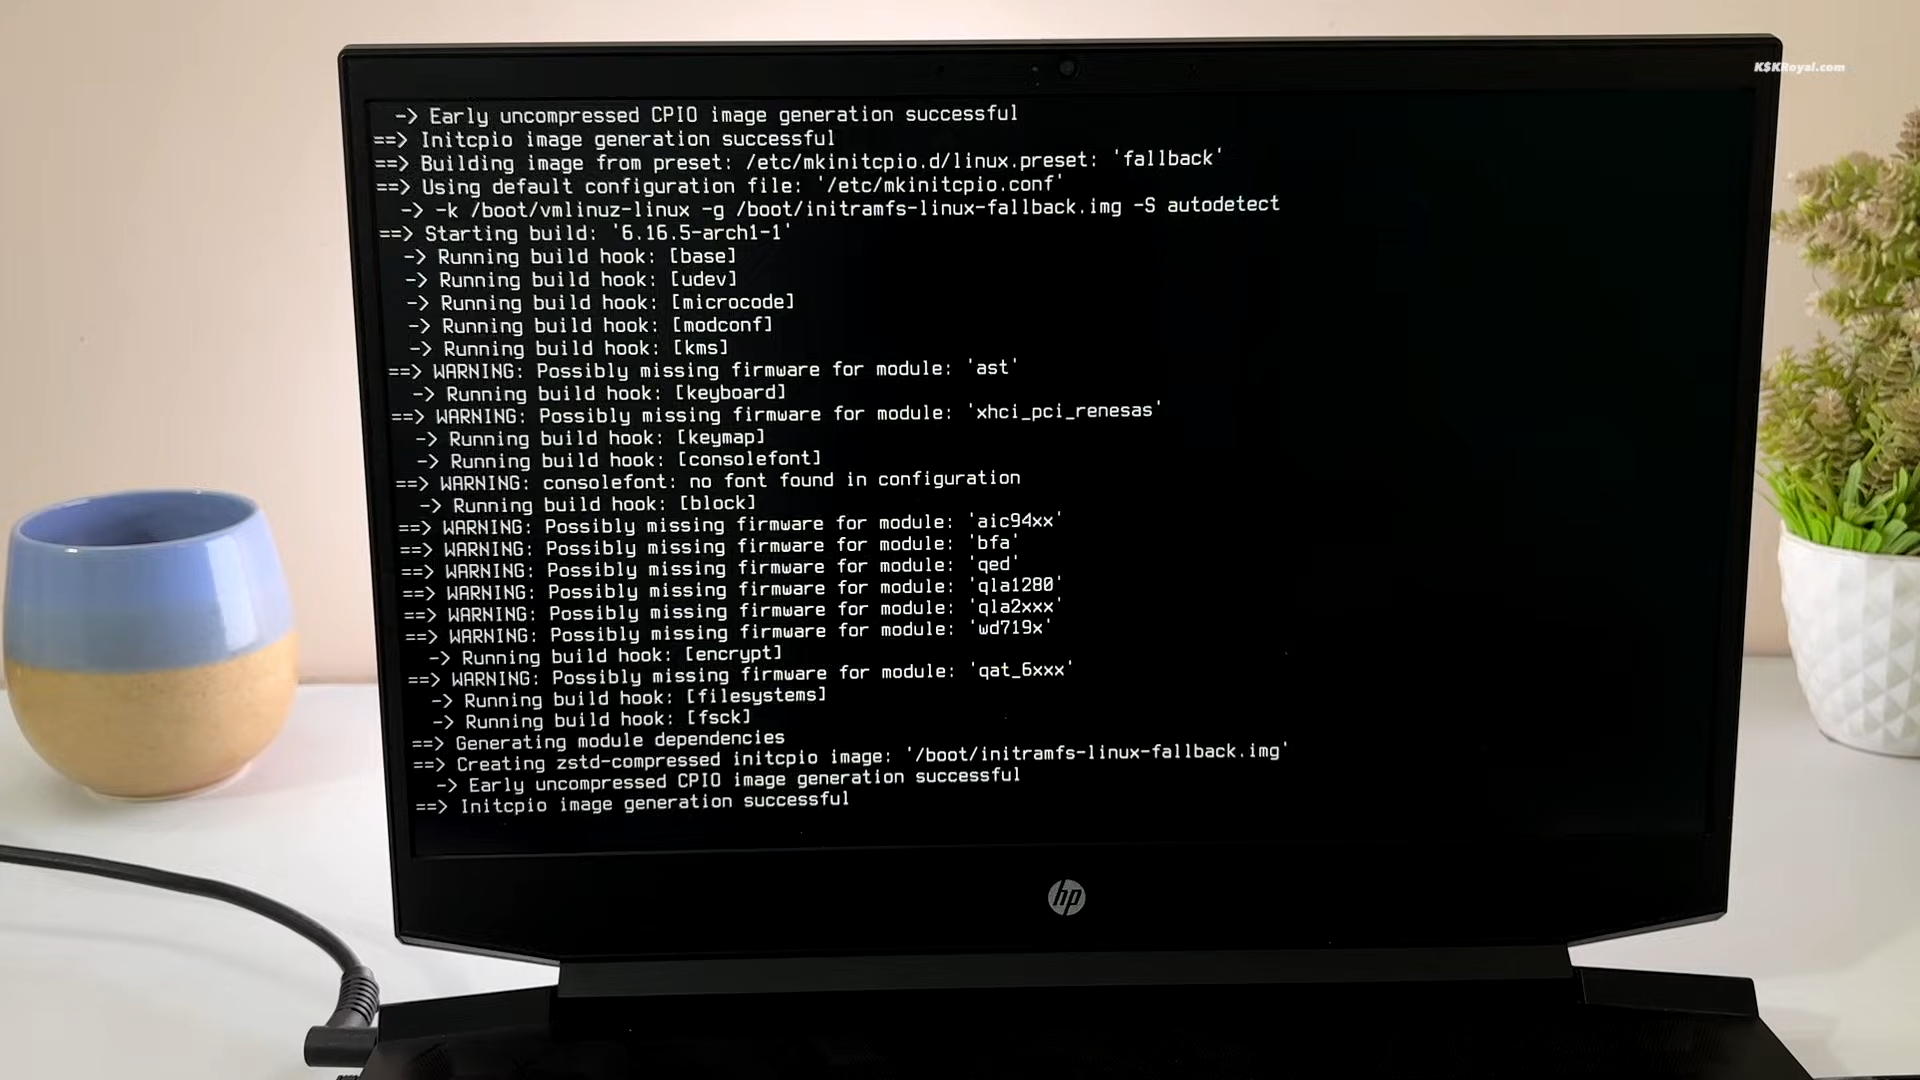 K$KRoyal.com
-> Early uncompressed CPIO image generation successful
==> Initcpio image generation successful
==> Building image from preset: /etc/mkinitcpio.d/linux.preset: 'fallback'
==> Using default configuration file: '/etc/mkinitcpio.conf'
-> -k /boot/vmlinuz-linux -g /boot/initramfs-linux-fallback.img -S autodetect
==> Starting build: '6.16.5-arch1-1'
-> Running build hook: [base]
-> Running build hook: [udev]
-> Running build hook: [microcode]
-> Running build hook: [modconf]
-> Running build hook: [kms]
==> WARNING: Possibly missing firmware for module: 'ast'
-> Running build hook: [keyboard]
==> WARNING: Possibly missing firmware for module: 'xhci_pci_renesas'
-> Running build hook: [keymap]
-> Running build hook: [consolefont]
==> WARNING: consolefont: no font found in configuration
-> Running build hook: [block]
==> WARNING: Possibly missing firmware for module: 'aic94xx'
==> WARNING: Possibly missing firmware for module: 'bfa'
==> WARNING: Possibly missing firmware for module: 'qed'
==> WARNING: Possibly missing firmware for module: 'qla1280'
==> WARNING: Possibly missing firmware for module: 'qla2xxx'
==> WARNING: Possibly missing firmware for module: 'wd719x'
-> Running build hook: [encrypt]
==> WARNING: Possibly missing firmware for module: 'qat_6xxx'
-> Running build hook: [filesystems]
-> Running build hook: [fsck]
==> Generating module dependencies
==> Creating zstd-compressed initcpio image: '/boot/initramfs-linux-fallback.img'
-> Early uncompressed CPIO image generation successful
==> Initcpio image generation successful
hp